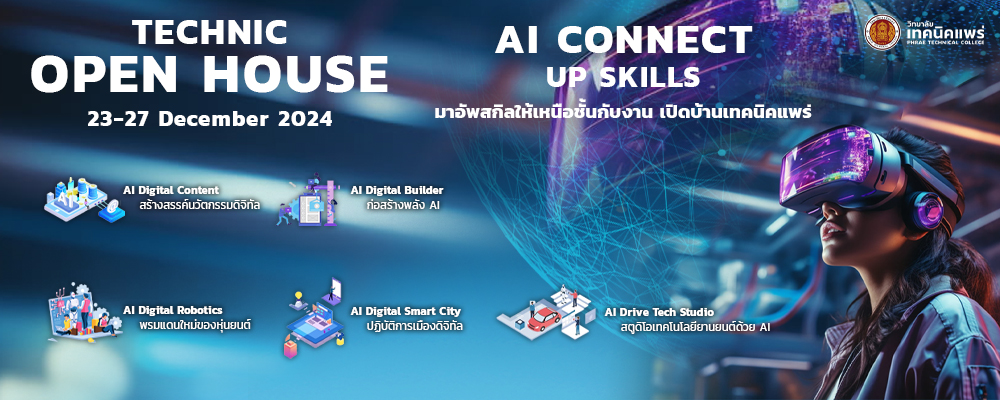 TECHNIC
OPEN HOUSE
23-27 December 2024
AI CONNECT
UP SKILLS
มาอัพสกิลให้เหนือชั้นกับงาน เปิดบ้านเทคนิคแพร่
วิทยาลัย
เทคนิคแพร่
PHRAE TECHNICAL COLLEGE
AI Digital Content
สร้างสรรค์นวัตกรรมดิจิทัล
AI Digital Builder
ก่อสร้างพลัง AI
AI Digital Robotics
พรมแดนใหม่ของหุ่นยนต์
AI Digital Smart City
ปฏิบัติการเมืองดิจิทัล
AI Drive Tech Studio
สตูดิโอเทคโนโลยียานยนต์ด้วย AI